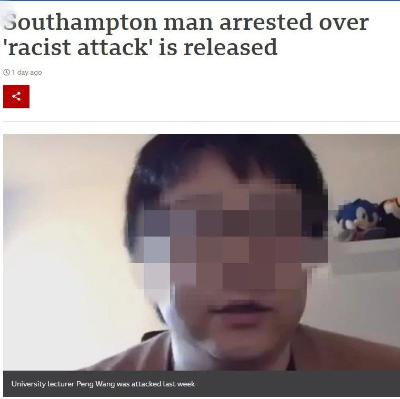 Southampton man arrested over
'racist attack' is released
1 day ago
University lecturer Peng Wang was attacked last week